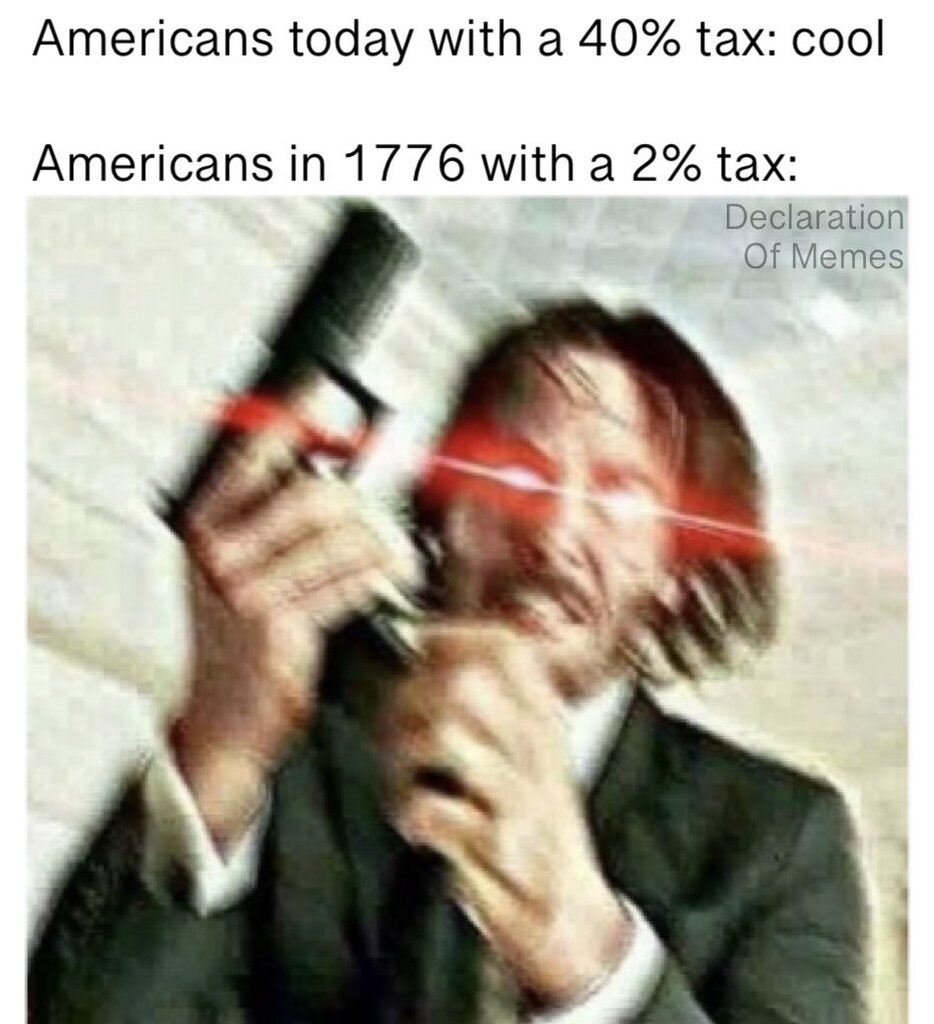 Americans today with a 40% tax: cool
Americans in 1776 with a 2% tax:
Declaration
Of Memes